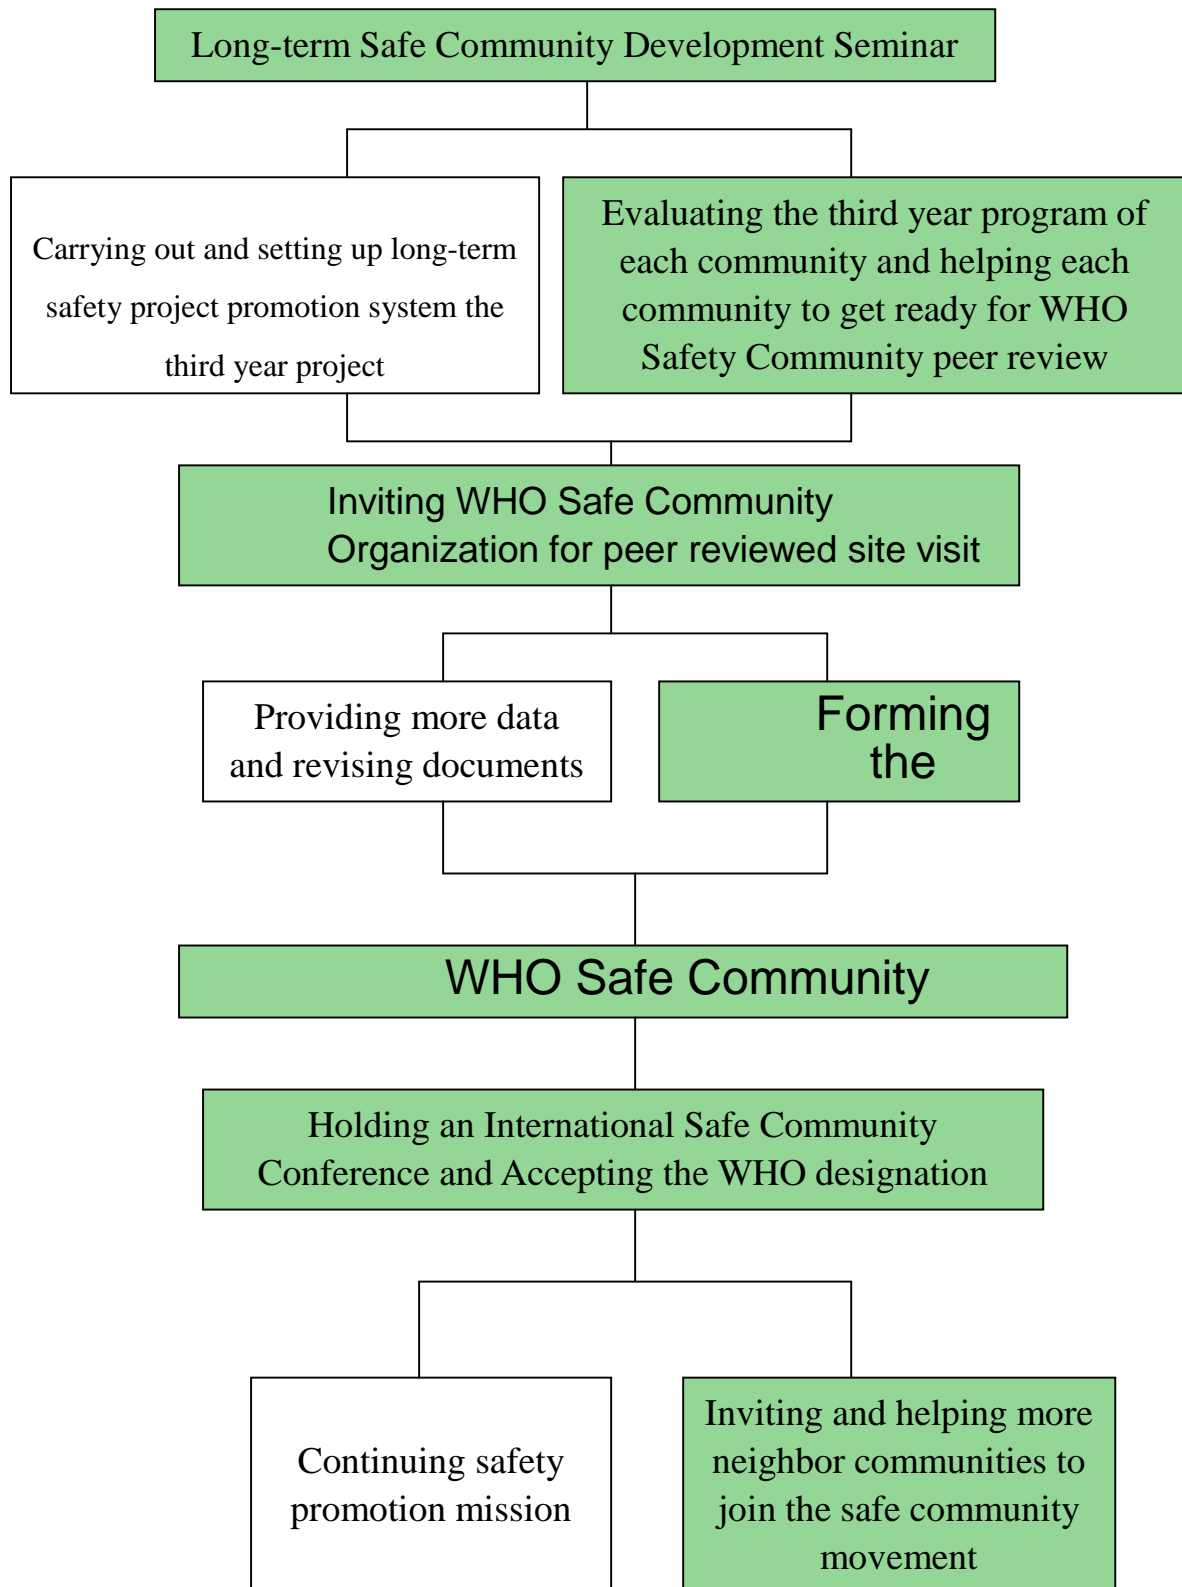 Long-term Safe Community Development Seminar
Carrying out and setting up long-term
safety project promotion system the
third year project
Evaluating the third year program of
each community and helping each
community to get ready for WHO
Safety Community peer review
Inviting WHO Safe Community
Organization for peer reviewed site visit
Providing more data
and revising documents
Forming
the
WHO Safe Community
Holding an International Safe Community
Conference and Accepting the WHO designation
Continuing safety
promotion mission
Inviting and helping more
neighbor communities to
join the safe community
movement